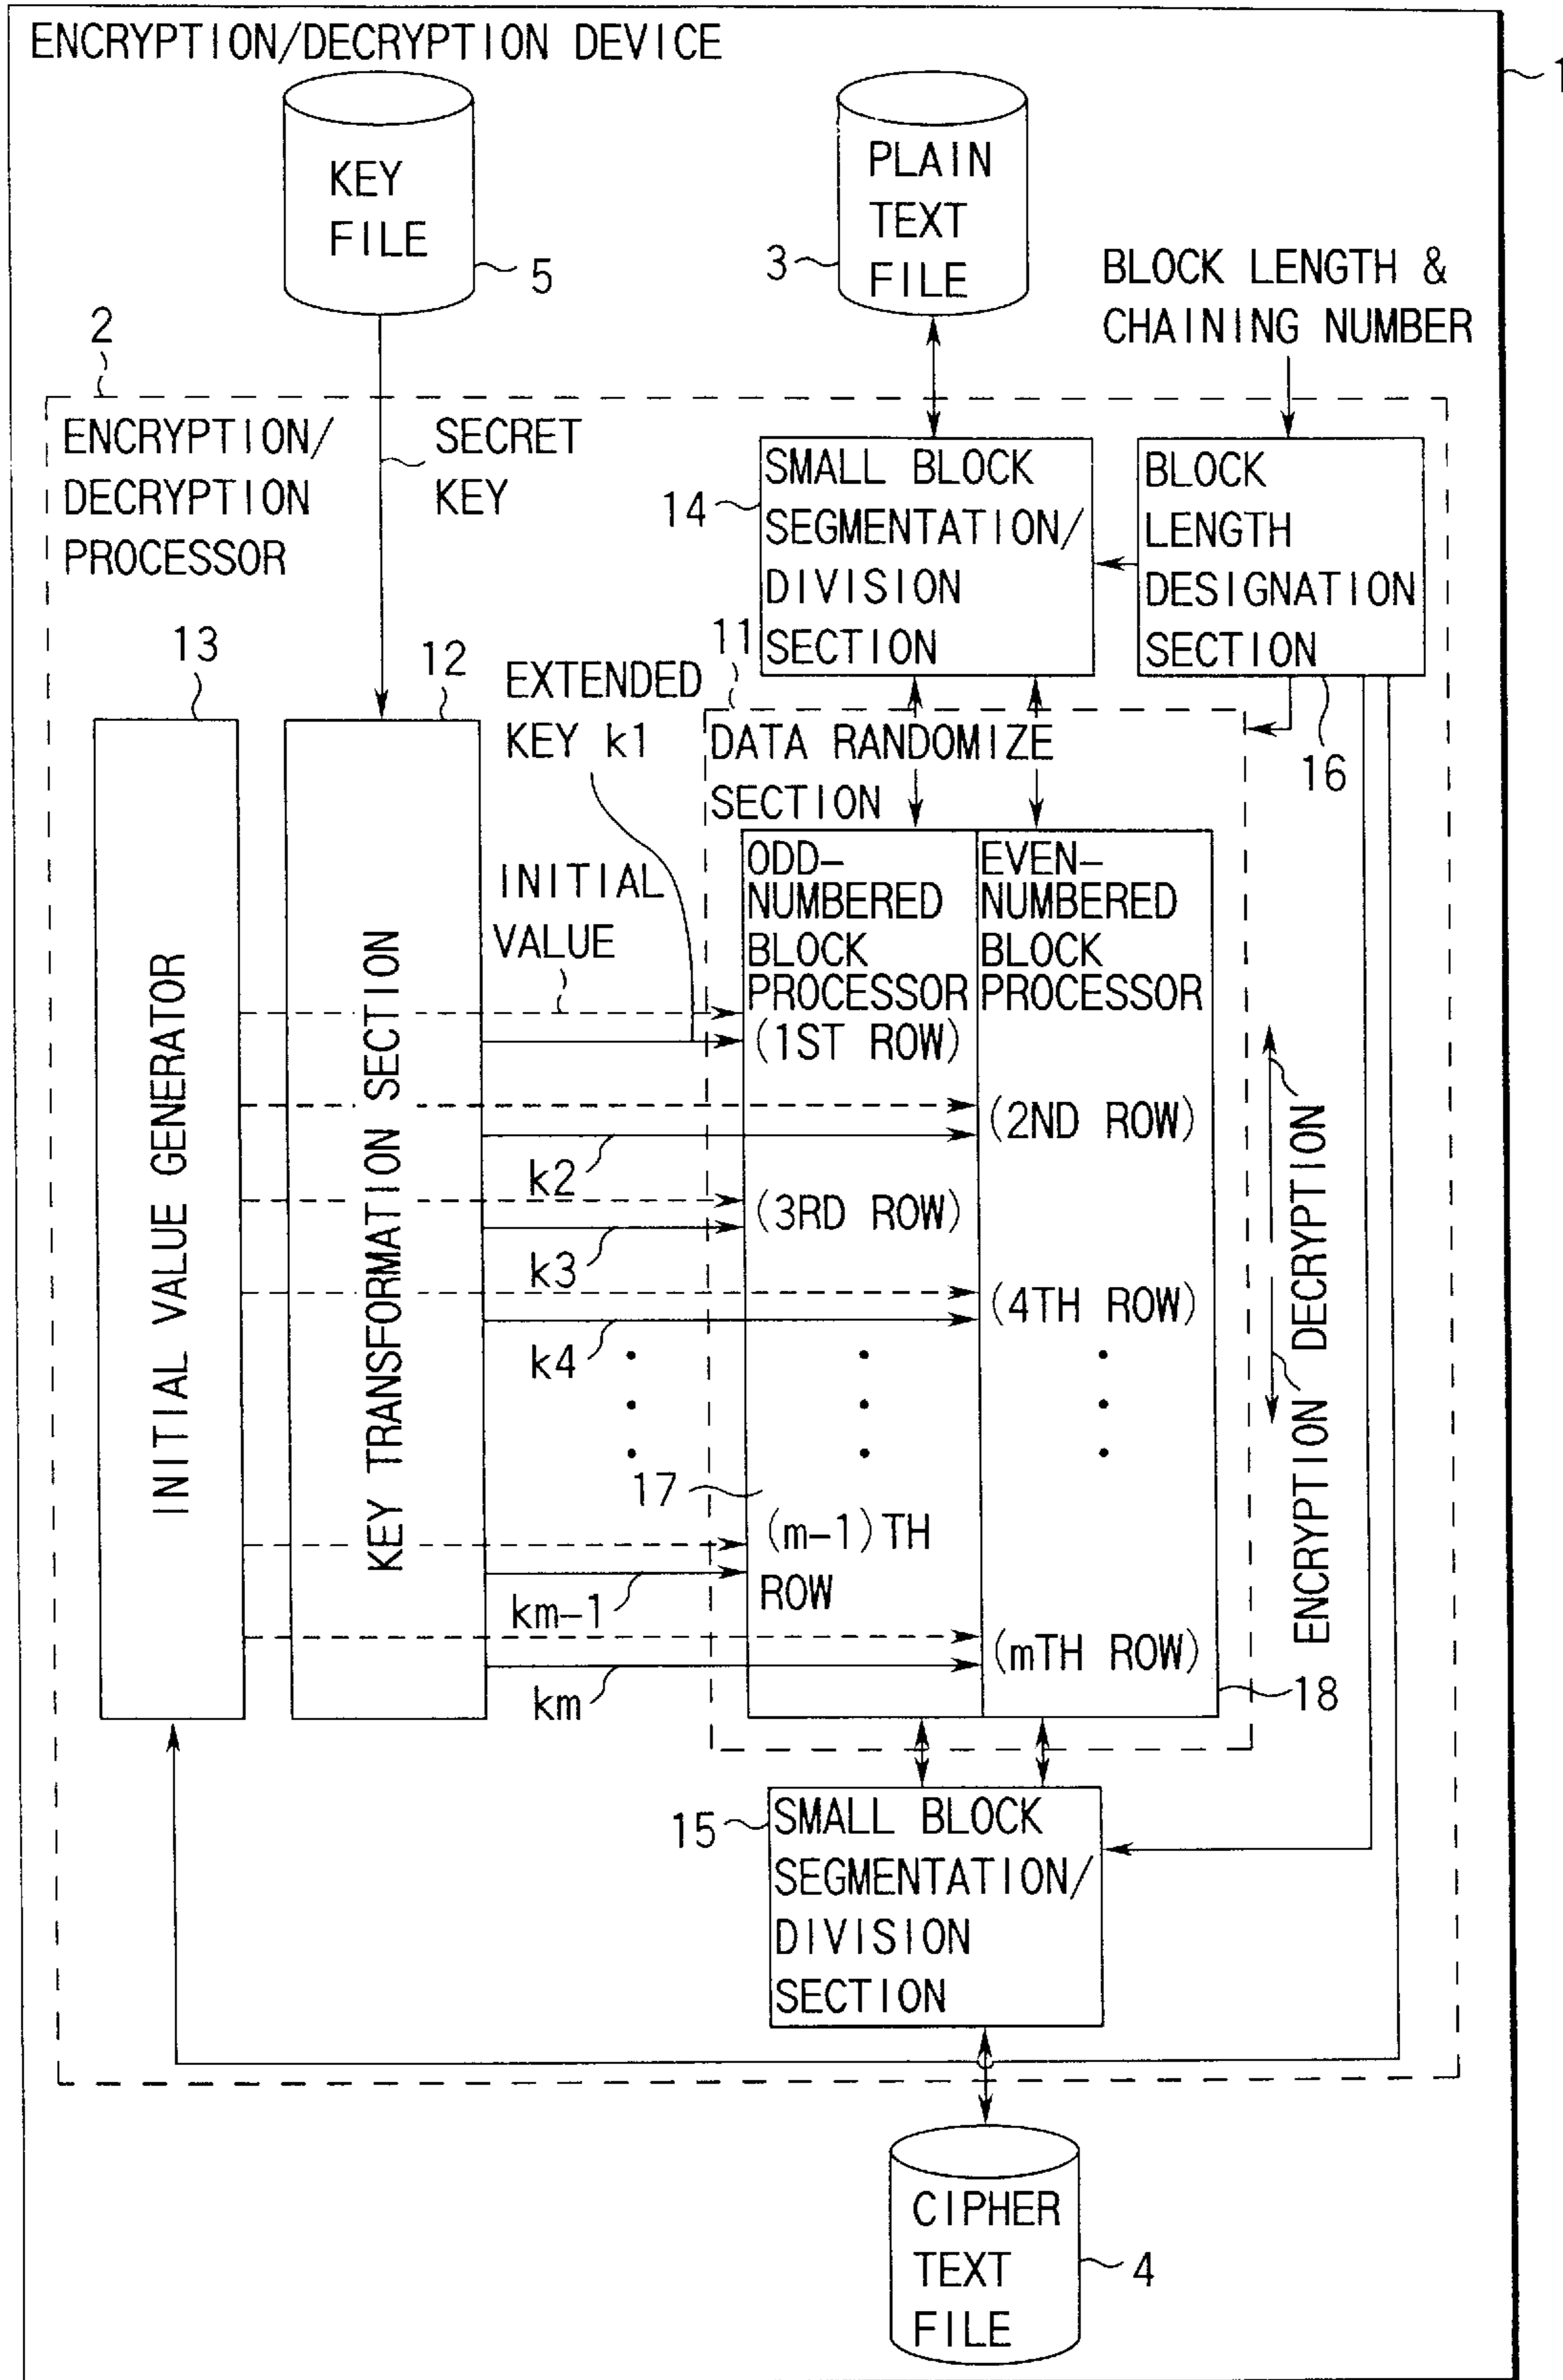 ENCRYPTION/DECRYPTION DEVICE
1
KEY
FILE
5
PLAIN
TEXT
FILE
3
BLOCK LENGTH &
CHAINING NUMBER
2
ENCRYPTION/
DECRYPTION
PROCESSOR
SECRET
KEY
14
SMALL BLOCK
SEGMENTATION/
DIVISION
SECTION
BLOCK
LENGTH
DESIGNATION
SECTION
16
13
12
EXTENDED
KEY k1
11
DATA RANDOMIZE
SECTION
INITIAL
VALUE
ODD-
NUMBERED
BLOCK
PROCESSOR
(1ST ROW)
EVEN-
NUMBERED
BLOCK
PROCESSOR
(2ND ROW)
INITIAL VALUE GENERATOR
KEY TRANSFORMATION SECTION
k2
(3RD ROW)
k3
(4TH ROW)
k4
DECRYPTION
ENCRYPTION
17
(m-1)TH
ROW
km-1
(mTH ROW)
km
18
15
SMALL BLOCK
SEGMENTATION/
DIVISION
SECTION
CIPHER
TEXT
FILE
4